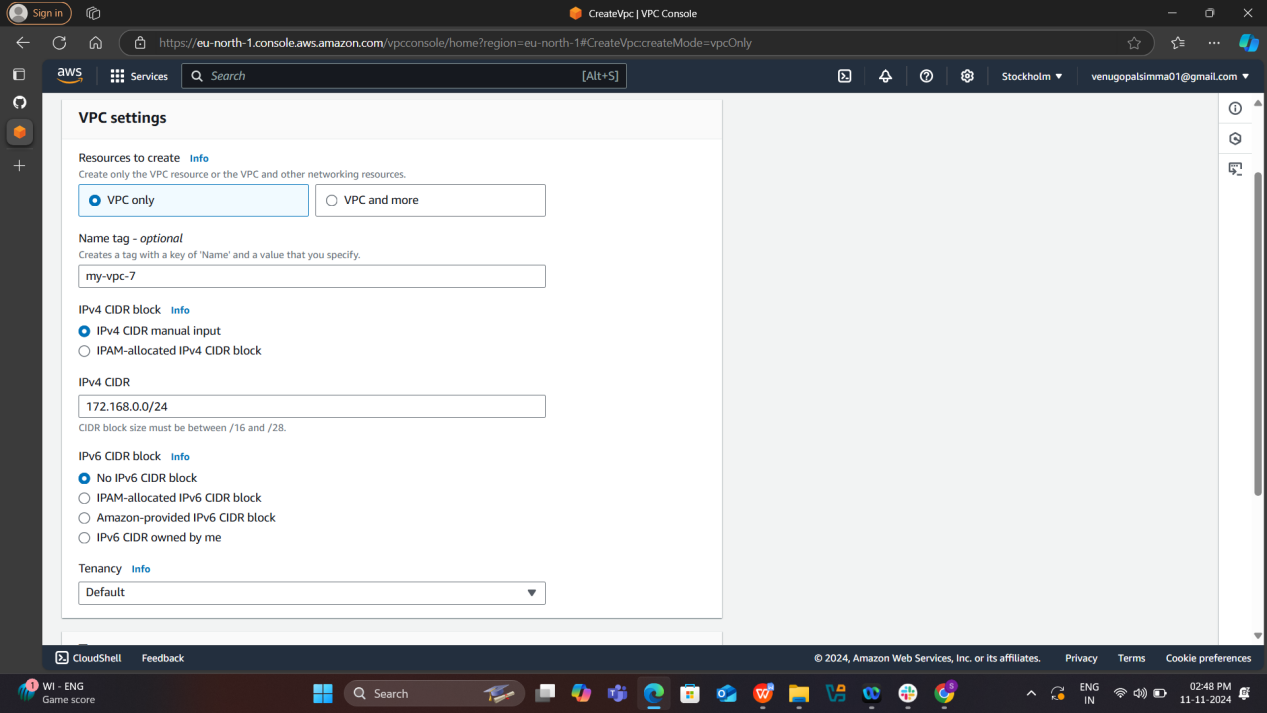 Sign in
CreateVpc | VPC Console
https://eu-north-1.console.aws.amazon.com/vpcconsole/home?region=eu-north-1#CreateVpc:createMode=vpcOnly
aws
Services
Search
[Alt+S]
Stockholm
venugopalsimma01@gmail.com
VPC settings
Resources to create Info
Create only the VPC resource or the VPC and other networking resources.
VPC only
VPC and more
Name tag - optional
Creates a tag with a key of 'Name' and a value that you specify.
my-vpc-7
IPv4 CIDR block Info
IPv4 CIDR manual input
IPAM-allocated IPv4 CIDR block
IPv4 CIDR
172.168.0.0/24
CIDR block size must be between /16 and /28.
IPv6 CIDR block Info
No IPv6 CIDR block
IPAM-allocated IPv6 CIDR block
Amazon-provided IPv6 CIDR block
IPv6 CIDR owned by me
Tenancy Info
Default
CloudShell
Feedback
© 2024, Amazon Web Services, Inc. or its affiliates.
Privacy
Terms
Cookie preferences
1
WI - ENG
Game score
Search
S
ENG
IN
02:48 PM
11-11-2024